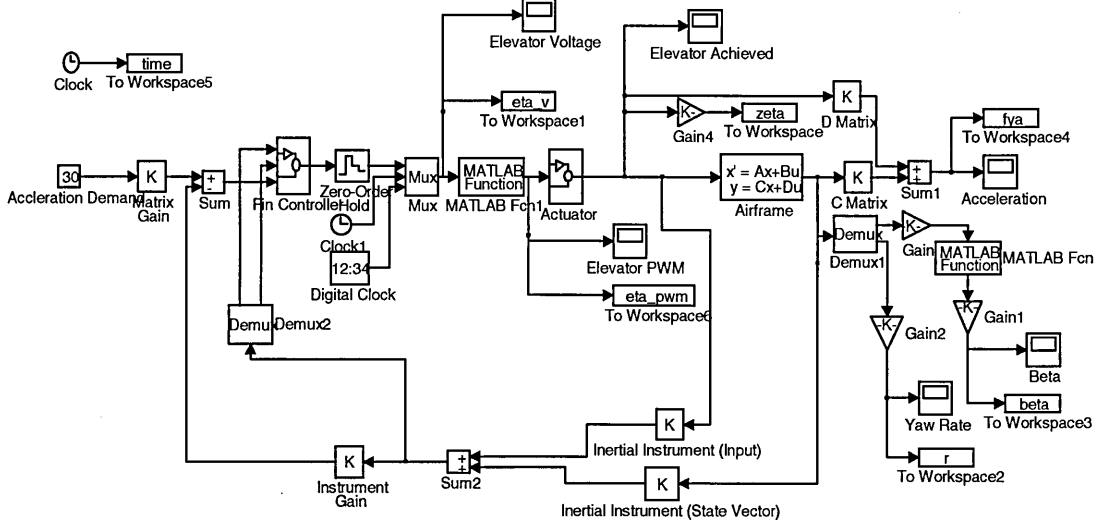 Elevator Voltage
Elevator Achieved
time
Clock
To Workspace5
eta_v
To Workspace1
K-
Gain4
zeta
To Workspace
K
D Matrix
fya
To Workspace4
30
Accleration Demand
K
Matrix
Gain
+
-
Sum
Fin Controlle
Zero-Order
Hold
Mux
Mux
MATLAB
Function
MATLAB Fcn1
Actuator
x' = Ax+Bu
y = Cx+Du
Airframe
K
C Matrix
+
+
Sum1
Acceleration
Clock1
12:34
Digital Clock
Elevator PWM
eta_pwm
To Workspace6
Demux
Demux1
K-
Gain
MATLAB
Function
MATLAB Fcn
Demux
Demux2
-K-
Gain2
-K-
Gain1
Beta
beta
To Workspace3
Yaw Rate
r
To Workspace2
K
Inertial Instrument (Input)
K
Instrument
Gain
+
+
Sum2
K
Inertial Instrument (State Vector)